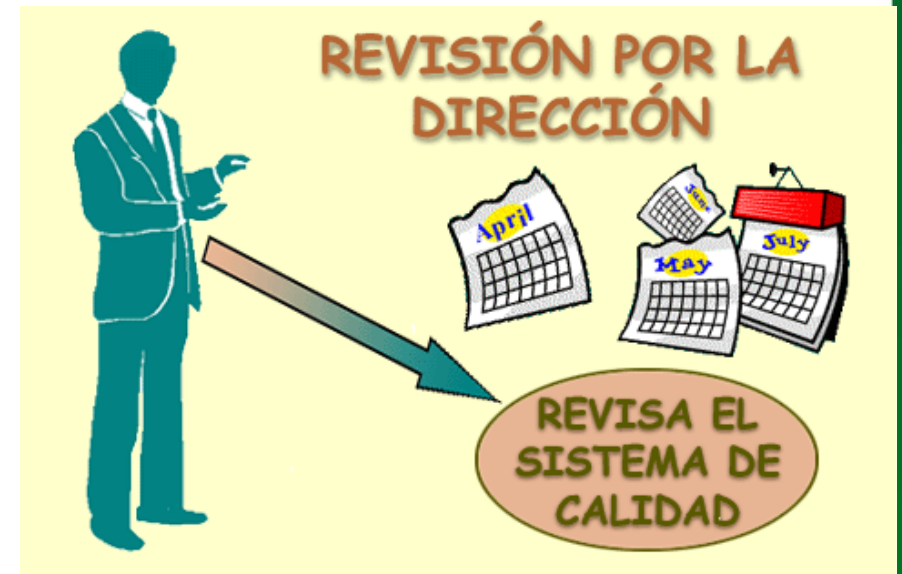 REVISIÓN POR LA
DIRECCIÓN
April
June
May
July
REVISA EL
SISTEMA DE
CALIDAD